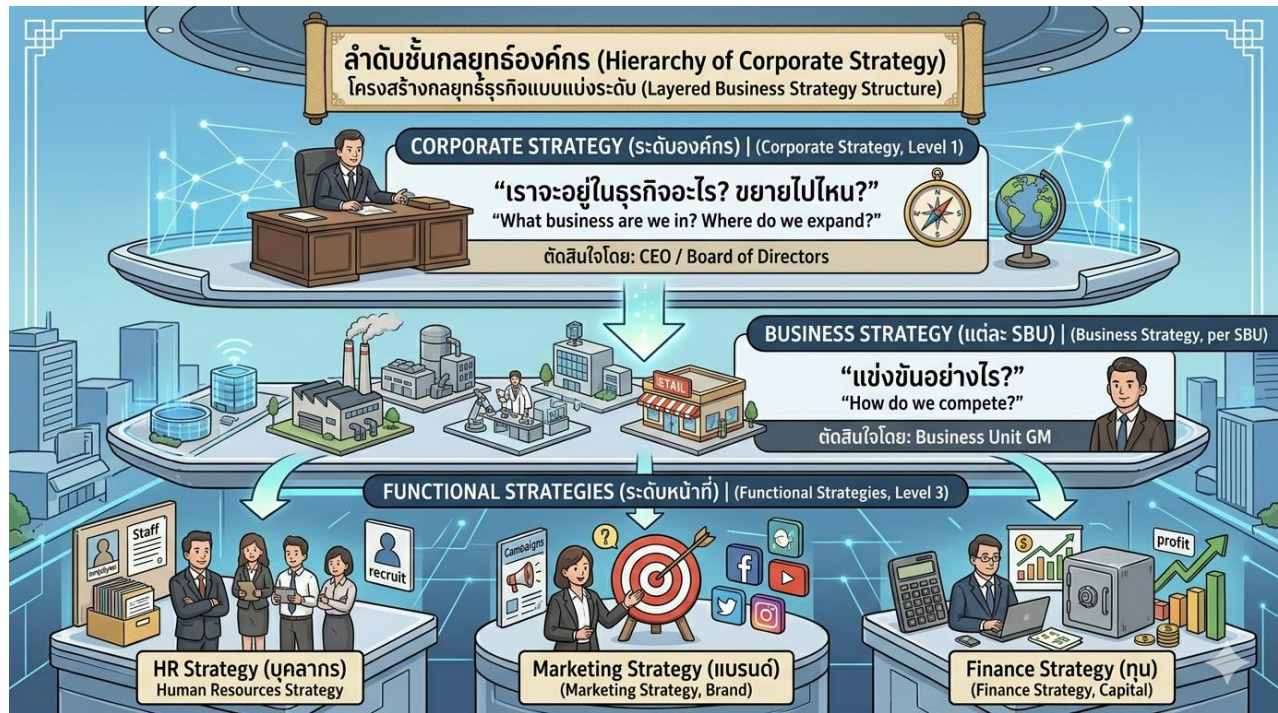 ลำดับชั้นกลยุทธ์องค์กร (Hierarchy of Corporate Strategy)
โครงสร้างกลยุทธ์ธุรกิจแบบแบ่งระดับ (Layered Business Strategy Structure)
CORPORATE STRATEGY (ระดับองค์กร) | (Corporate Strategy, Level 1)
“เราจะอยู่ในธุรกิจอะไร? ขยายไปไหน?”
“What business are we in? Where do we expand?”
ตัดสินใจโดย: CEO / Board of Directors
BUSINESS STRATEGY (แต่ละ SBU) | (Business Strategy, per SBU)
“แข่งขันอย่างไร?”
“How do we compete?”
ตัดสินใจโดย: Business Unit GM
ETAIL
FUNCTIONAL STRATEGIES (ระดับหน้าที่) | (Functional Strategies, Level 3)
Staff
recruit
Campaigns
?
$
profit
HR Strategy (บุคลากร)
Human Resources Strategy
Marketing Strategy (แบรนด์)
(Marketing Strategy, Brand)
Finance Strategy (ทุน)
(Finance Strategy, Capital)